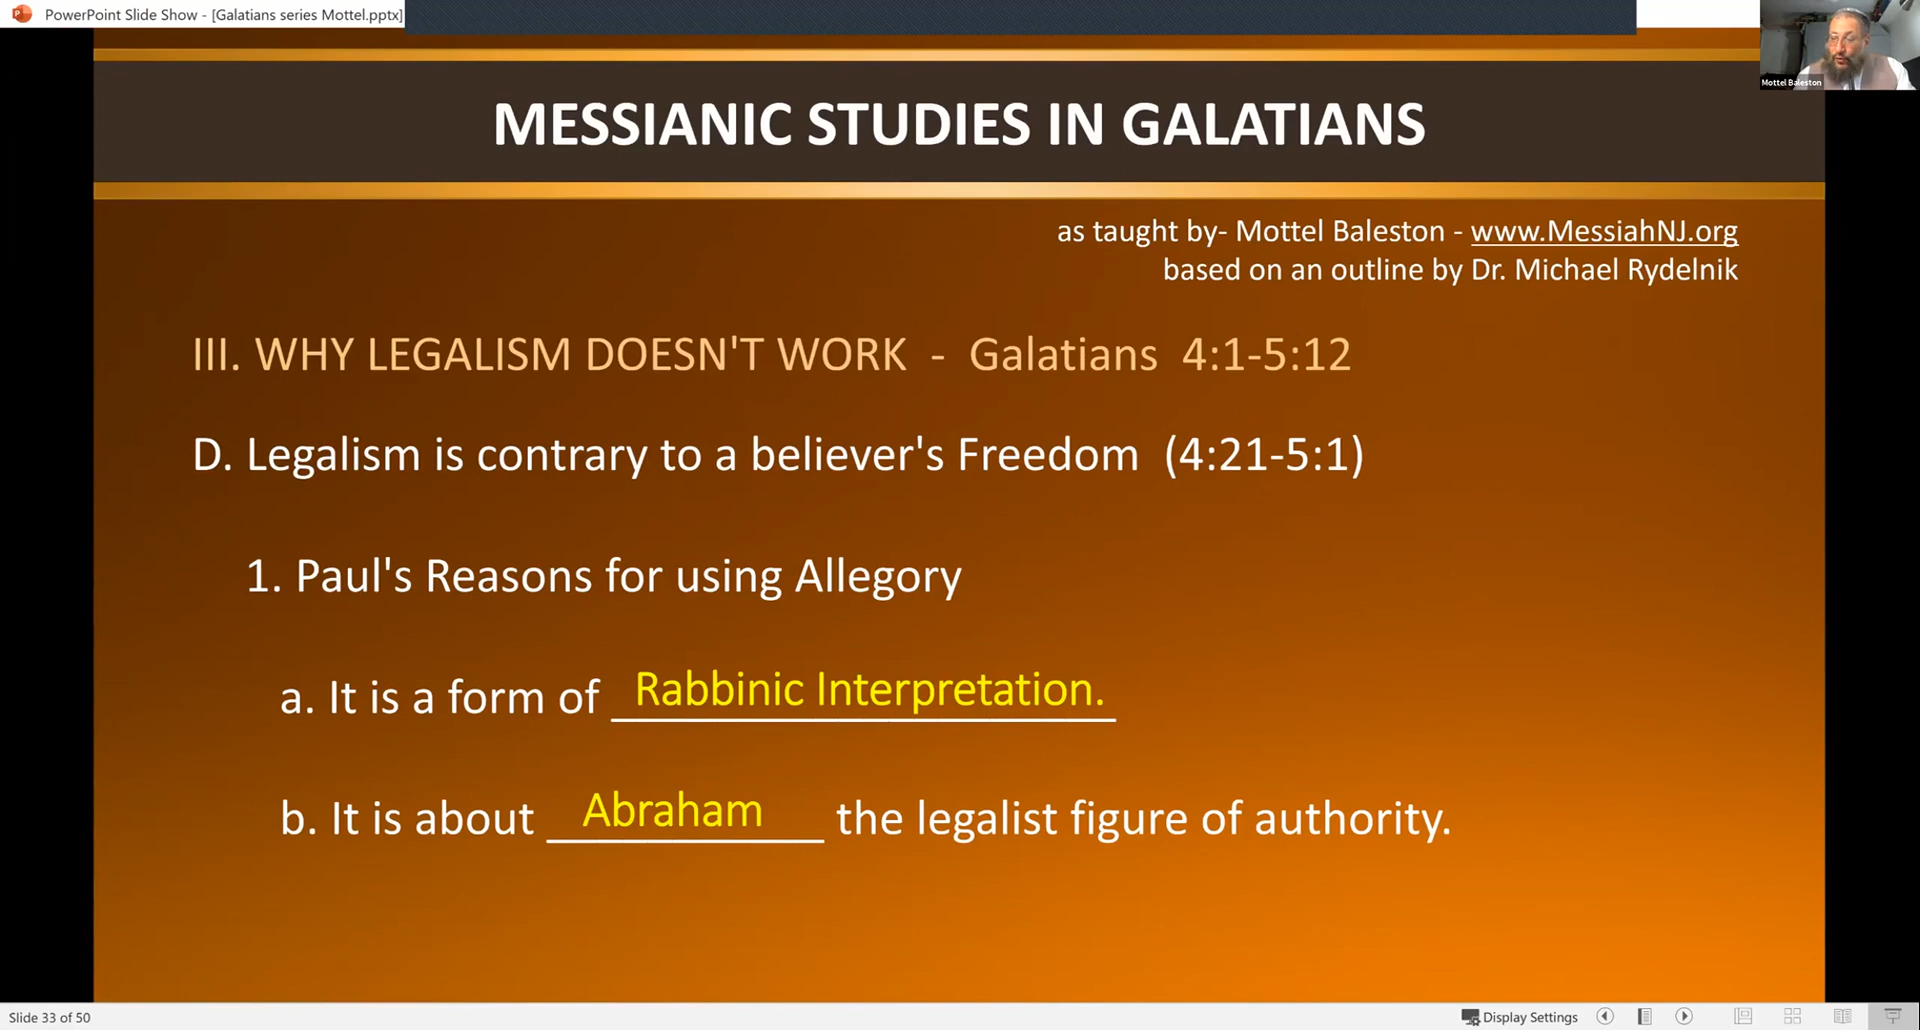 PowerPoint Slide Show - [Galatians series Mottel.pptx]
Mottel Baleston
MESSIANIC STUDIES IN GALATIANS
as taught by- Mottel Baleston - www.MessiahNJ.org
based on an outline by Dr. Michael Rydelnik
III. WHY LEGALISM DOESN'T WORK - Galatians 4:1-5:12
D. Legalism is contrary to a believer's Freedom (4:21-5:1)
1. Paul's Reasons for using Allegory
a. It is a form of Rabbinic Interpretation.
b. It is about Abraham the legalist figure of authority.
Slide 33 of 50
Display Settings